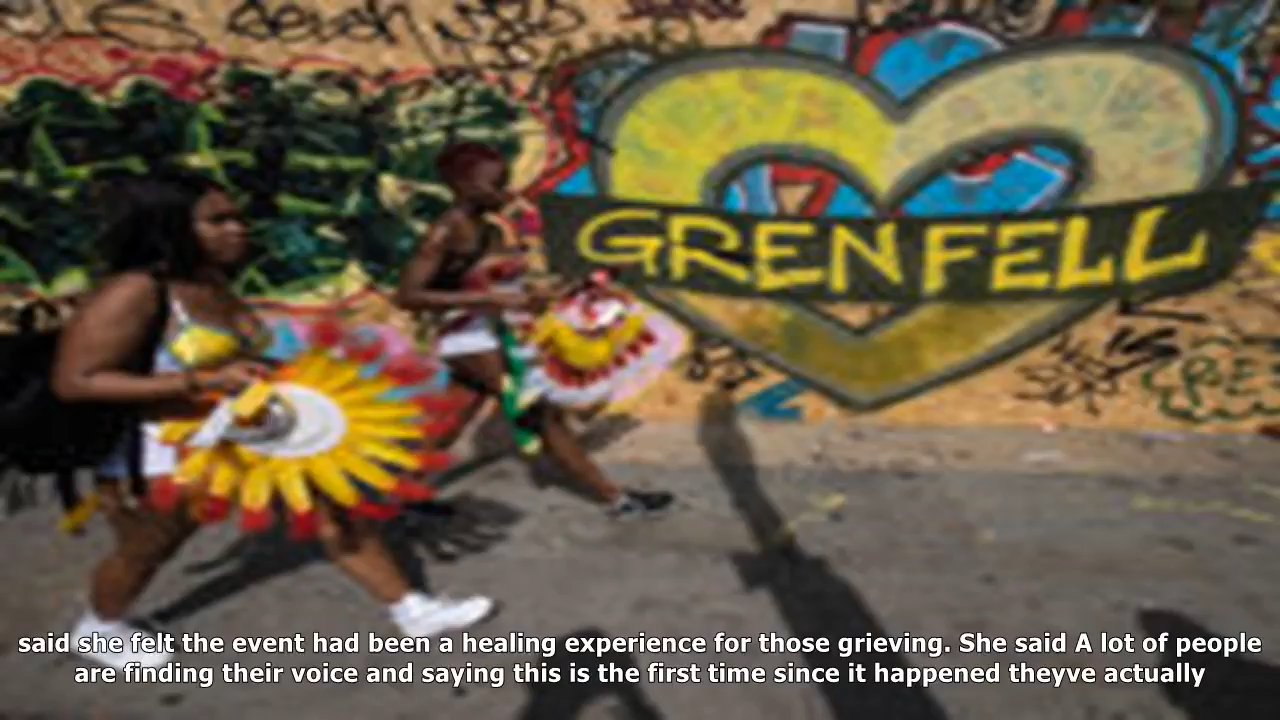 GRENFELL
said she felt the event had been a healing experience for those grieving. She said A lot of people
are finding their voice and saying this is the first time since it happened theyve actually